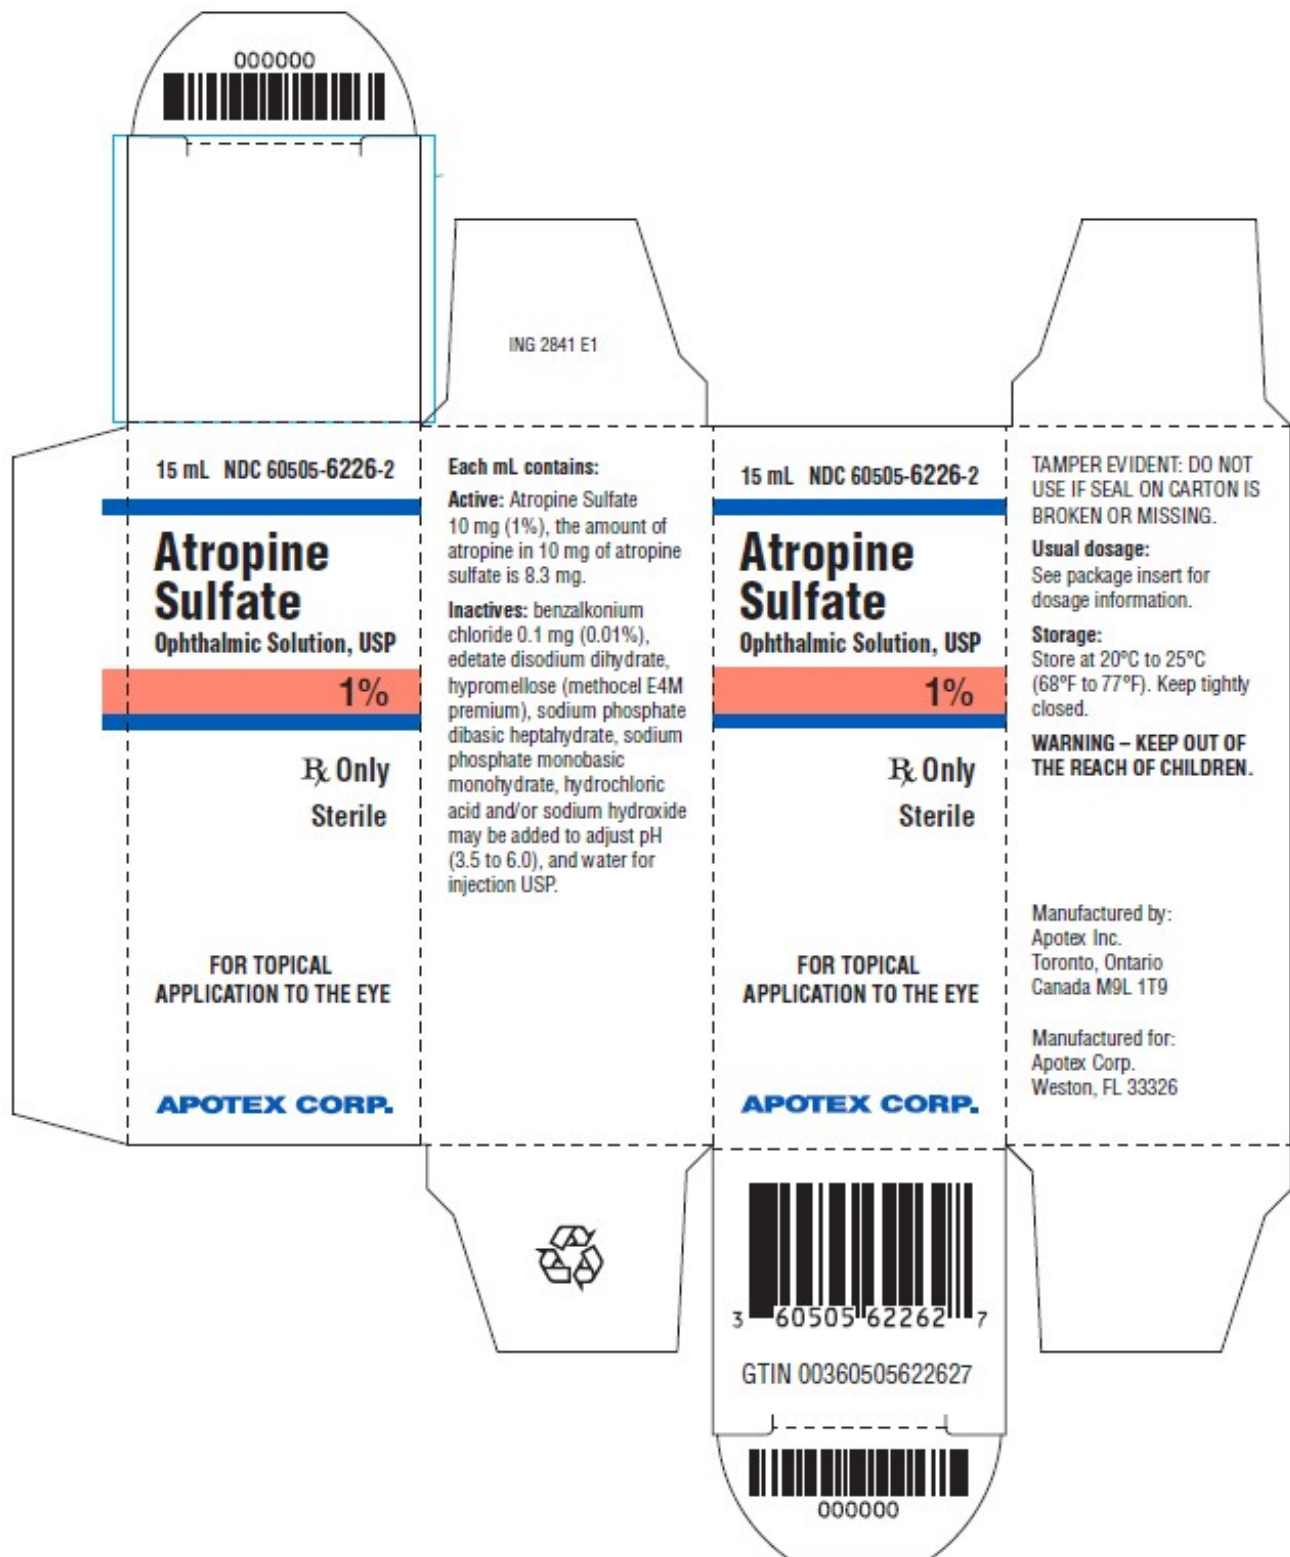 000000
ING 2841 E1
15 mL NDC 60505-6226-2
Atropine
Sulfate
Ophthalmic Solution, USP
1%
Rx Only
Sterile
FOR TOPICAL
APPLICATION TO THE EYE
APOTEX CORP.
Each mL contains:
Active: Atropine Sulfate
10 mg (1%), the amount of
atropine in 10 mg of atropine
sulfate is 8.3 mg.
Inactives: benzalkonium
chloride 0.1 mg (0.01%),
edetate disodium dihydrate,
hypromellose (methocel E4M
premium), sodium phosphate
dibasic heptahydrate, sodium
phosphate monobasic
monohydrate, hydrochloric
acid and/or sodium hydroxide
may be added to adjust pH
(3.5 to 6.0), and water for
injection USP.
15 mL NDC 60505-6226-2
Atropine
Sulfate
Ophthalmic Solution, USP
1%
Rx Only
Sterile
FOR TOPICAL
APPLICATION TO THE EYE
APOTEX CORP.
TAMPER EVIDENT: DO NOT
USE IF SEAL ON CARTON IS
BROKEN OR MISSING.
Usual dosage:
See package insert for
dosage information.
Storage:
Store at 20°C to 25°C
(68°F to 77°F). Keep tightly
closed.
WARNING – KEEP OUT OF
THE REACH OF CHILDREN.
Manufactured by:
Apotex Inc.
Toronto, Ontario
Canada M9L 1T9
Manufactured for:
Apotex Corp.
Weston, FL 33326
3 60505 62262 7
GTIN 00360505622627
000000